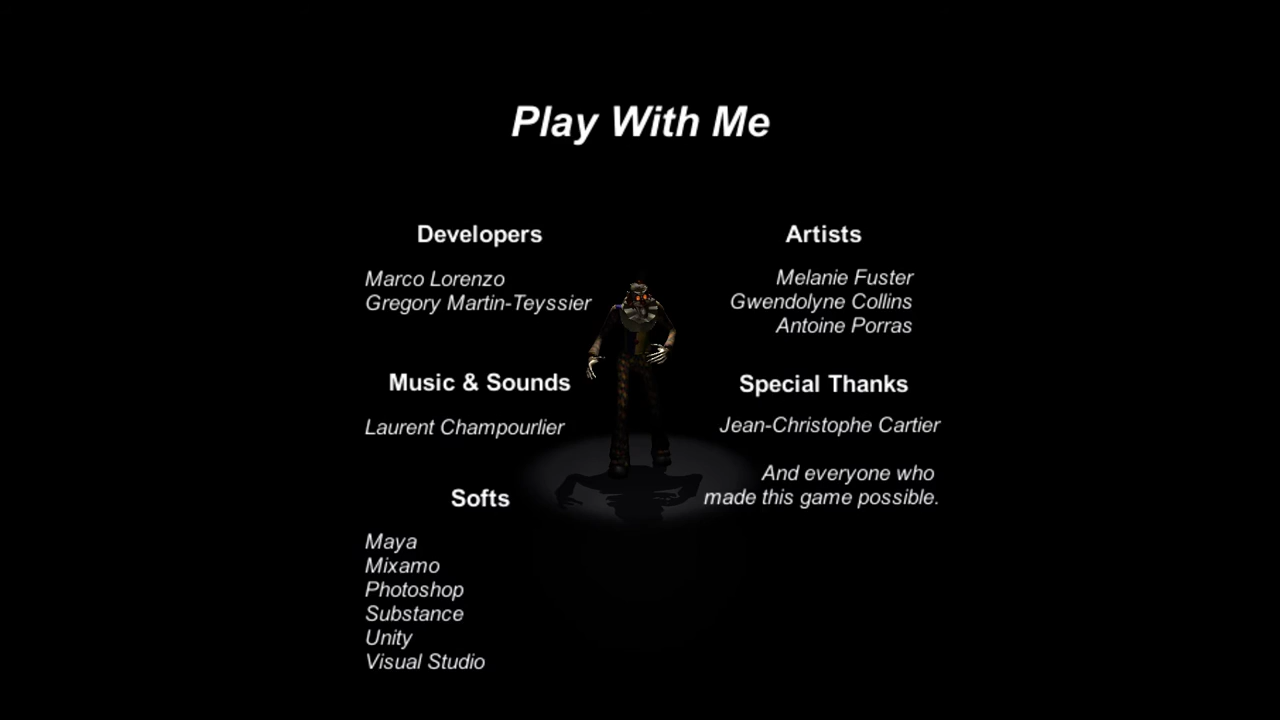 Play With Me
Developers
Marco Lorenzo
Gregory Martin-Teyssier
Music & Sounds
Laurent Champourlier
Softs
Maya
Mixamo
Photoshop
Substance
Unity
Visual Studio
Artists
Melanie Fuster
Gwendolyne Collins
Antoine Porras
Special Thanks
Jean-Christophe Cartier
And everyone who
made this game possible.